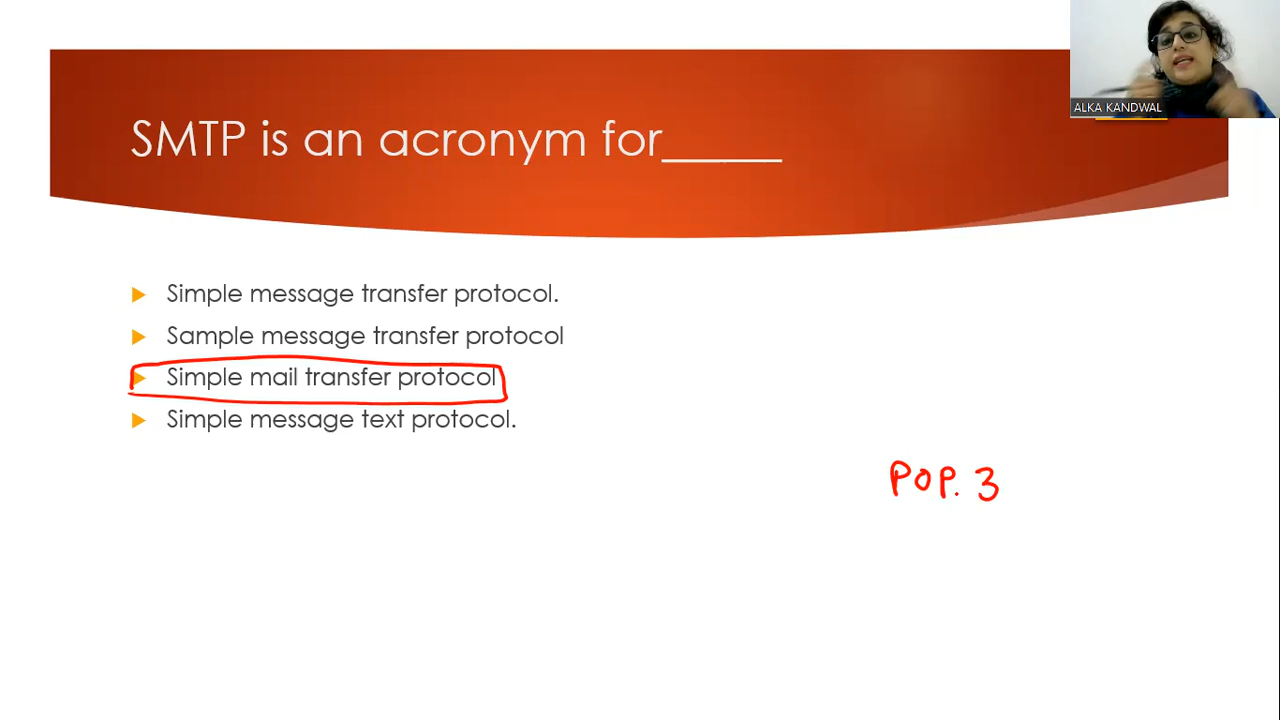 ALKA KANDWAL
SMTP is an acronym for_____
Simple message transfer protocol.
Sample message transfer protocol
Simple mail transfer protocol
Simple message text protocol.
POP. 3